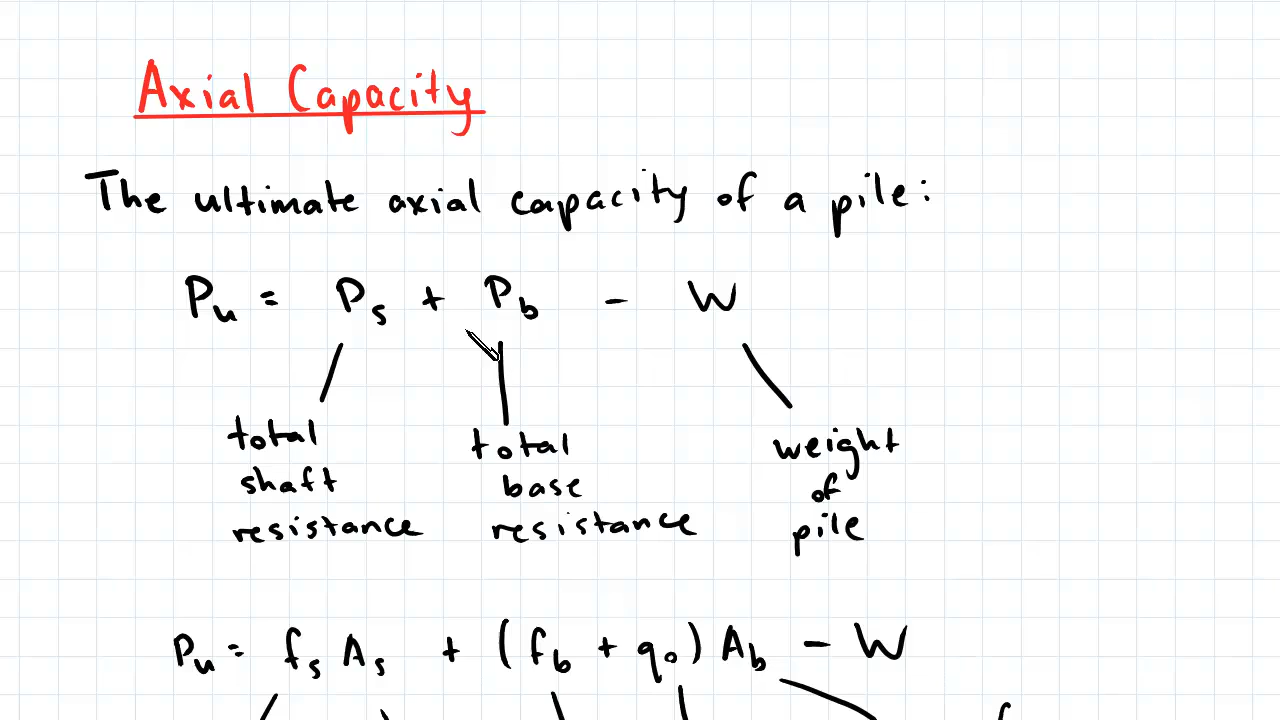 Axial Capacity
The ultimate axial capacity of a pile:
Pu = Ps + Pb - W
total shaft resistance
total base resistance
weight of pile
Pu = fs As + (fb + q0) Ab - W